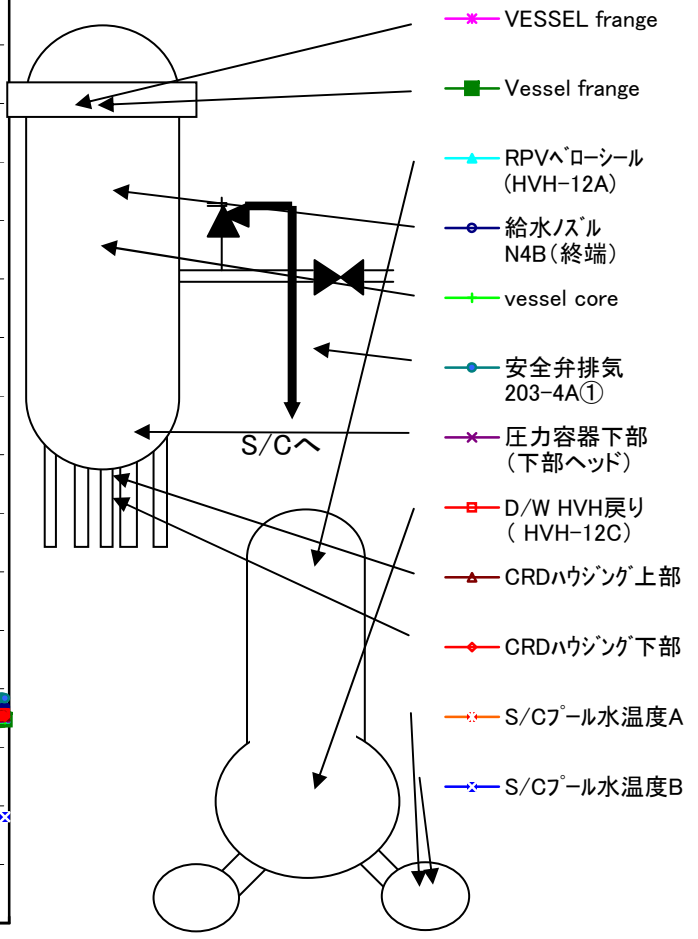 VESSEL frange
Vessel frange
RPVベローシール
(HVH-12A)
給水ノズル
N4B(終端)
vessel core
安全弁排気
203-4A①
圧力容器下部
(下部ヘッド)
D/W HVH戻り
( HVH-12C)
CRDハウジング上部
CRDハウジング下部
S/Cプール水温度A
S/Cプール水温度B
S/Cへ